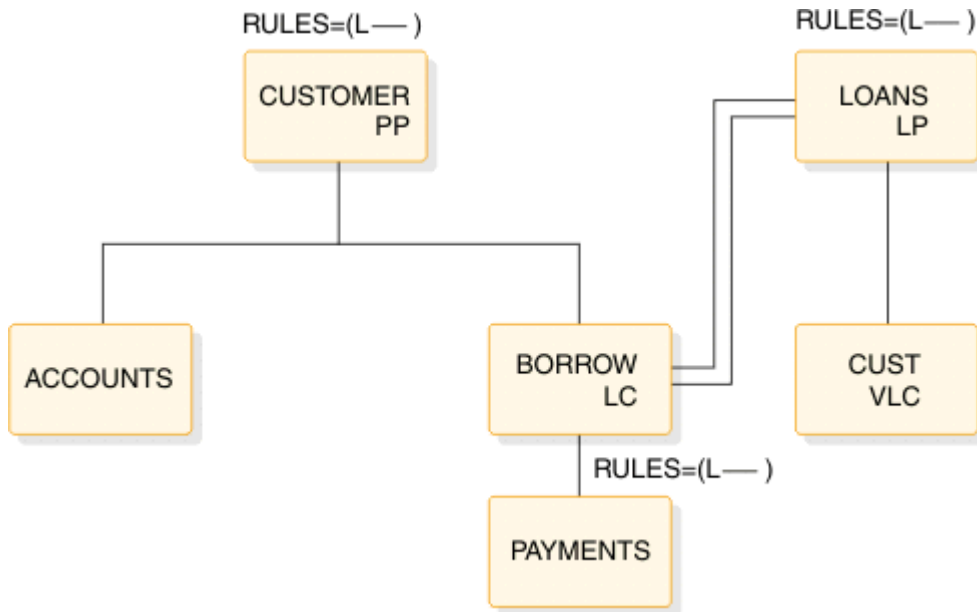 RULES=(L— )
RULES=(L— )
CUSTOMER
PP
LOANS
LP
ACCOUNTS
BORROW
LC
CUST
VLC
RULES=(L— )
PAYMENTS